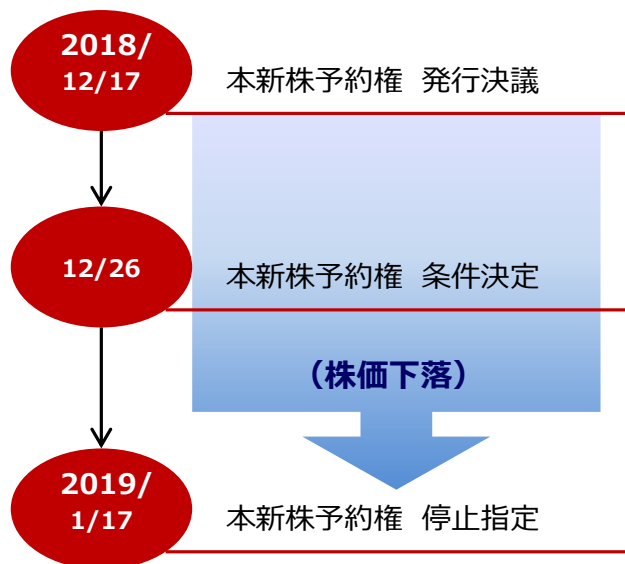 2018/
12/17
本新株予約権 発行決議
12/26
本新株予約権 条件決定
（株価下落）
2019/
1/17
本新株予約権 停止指定